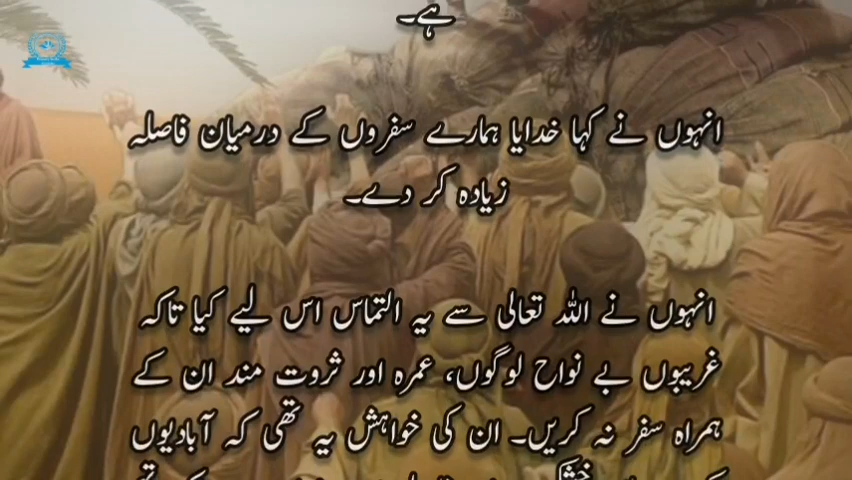 ہے۔
انہوں نے کہا خدایا ہمارے سفروں کے درمیان فاصلہ
زیادہ کر دے۔
انہوں نے اللہ تعالیٰ سے یہ التماس اس لیے کیا تاکہ
غریبوں بے نواح لوگوں، عمرہ اور ثروت مند ان کے
ہمراہ سفر نہ کریں۔ ان کی خواہش یہ تھی کہ آبادیوں